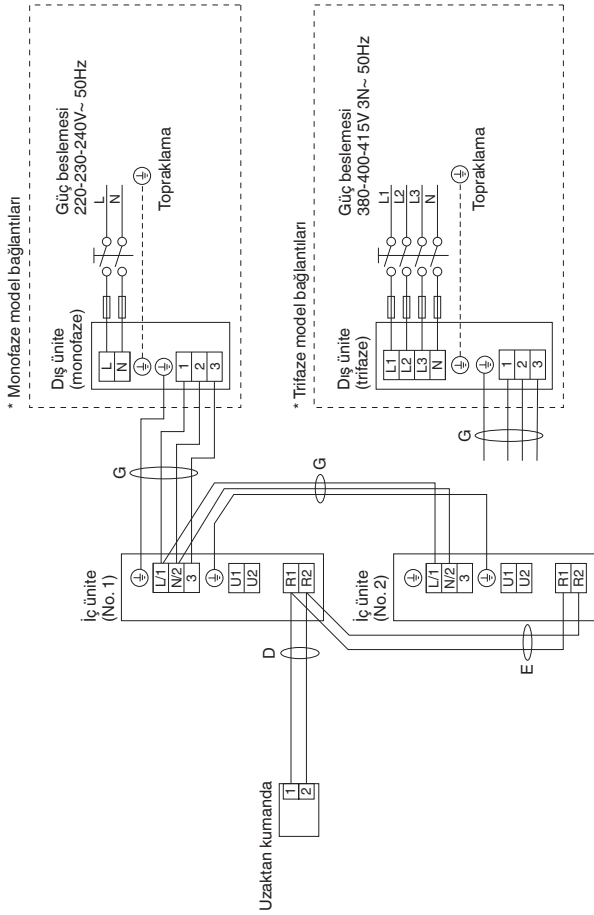 * Monofaze model bağlantıları
Güç beslemesi
220-230-240V~ 50Hz
L
N
Topraklama
Dış ünite
(monofaze)
L
N
1
2
3
G
* Trifaze model bağlantıları
Güç beslemesi
380-400-415V 3N~ 50Hz
L1
L2
L3
N
Topraklama
Dış ünite
(trifaze)
L1
L2
L3
N
1
2
3
G
G
İç ünite
(No. 1)
L/1
N/2
3
U1
U2
R1
R2
İç ünite
(No. 2)
L/1
N/2
3
U1
U2
R1
R2
D
E
Uzaktan kumanda
1
2